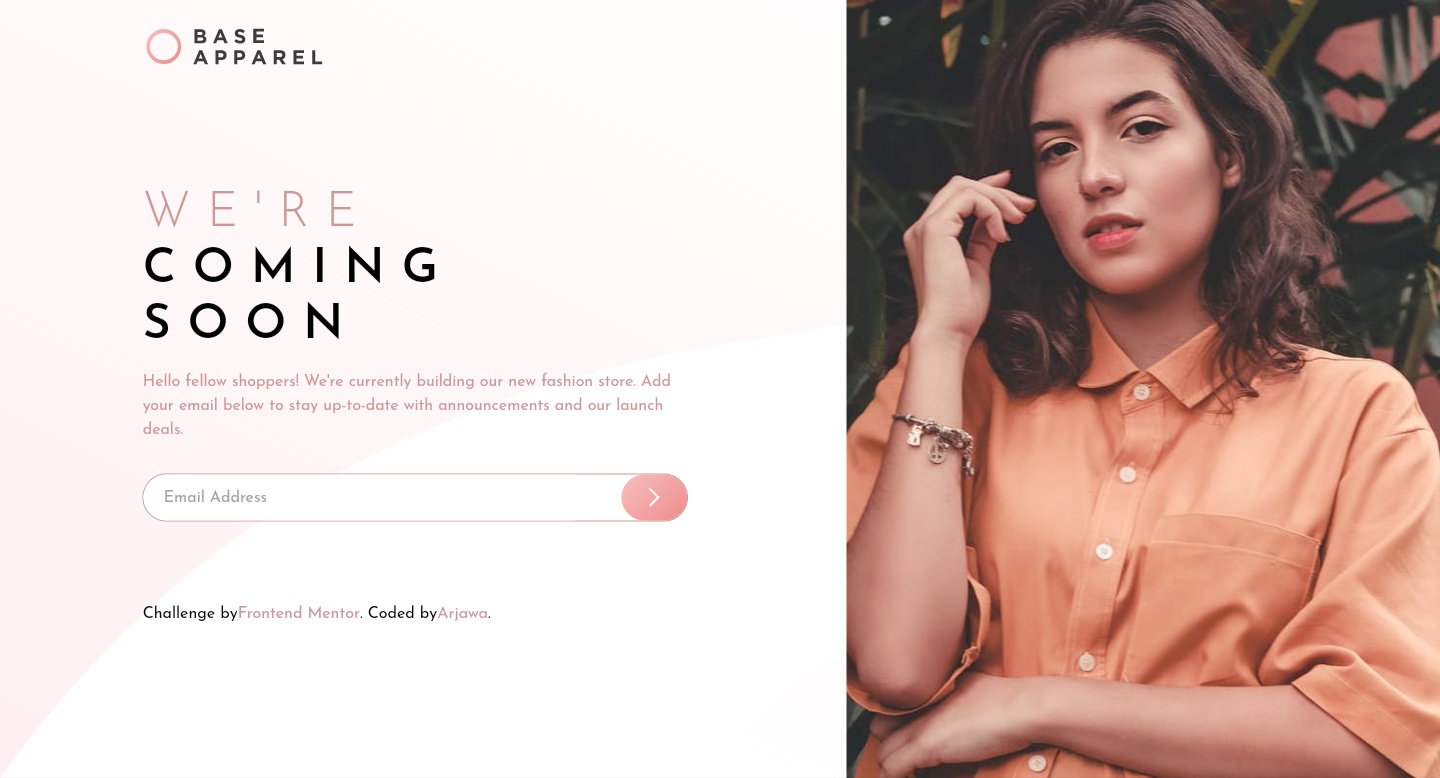 BASE
APPAREL
WE'RE
COMING
SOON
Hello fellow shoppers! We're currently building our new fashion store. Add
your email below to stay up-to-date with announcements and our launch
deals.
Email Address
Challenge byFrontend Mentor. Coded byArjawa.